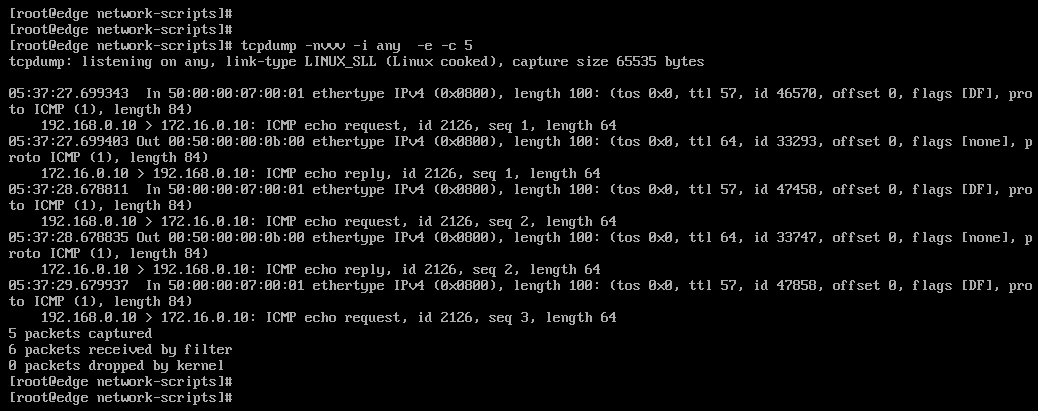 [root@edge network-scripts]#
[root@edge network-scripts]#
[root@edge network-scripts]# tcpdump -nvvv -i any  -e -c 5
tcpdump: listening on any, link-type LINUX_SLL (Linux cooked), capture size 65535 bytes

05:37:27.699343  In 50:00:00:07:00:01 ethertype IPv4 (0x0800), length 100: (tos 0x0, ttl 57, id 46570, offset 0, flags [DF], pro
to ICMP (1), length 84)
    192.168.0.10 > 172.16.0.10: ICMP echo request, id 2126, seq 1, length 64
05:37:27.699403 Out 00:50:00:00:0b:00 ethertype IPv4 (0x0800), length 100: (tos 0x0, ttl 64, id 33293, offset 0, flags [none], p
roto ICMP (1), length 84)
    172.16.0.10 > 192.168.0.10: ICMP echo reply, id 2126, seq 1, length 64
05:37:28.678811  In 50:00:00:07:00:01 ethertype IPv4 (0x0800), length 100: (tos 0x0, ttl 57, id 47458, offset 0, flags [DF], pro
to ICMP (1), length 84)
    192.168.0.10 > 172.16.0.10: ICMP echo request, id 2126, seq 2, length 64
05:37:28.678835 Out 00:50:00:00:0b:00 ethertype IPv4 (0x0800), length 100: (tos 0x0, ttl 64, id 33747, offset 0, flags [none], p
roto ICMP (1), length 84)
    172.16.0.10 > 192.168.0.10: ICMP echo reply, id 2126, seq 2, length 64
05:37:29.679937  In 50:00:00:07:00:01 ethertype IPv4 (0x0800), length 100: (tos 0x0, ttl 57, id 47858, offset 0, flags [DF], pro
to ICMP (1), length 84)
    192.168.0.10 > 172.16.0.10: ICMP echo request, id 2126, seq 3, length 64
5 packets captured
6 packets received by filter
0 packets dropped by kernel
[root@edge network-scripts]#
[root@edge network-scripts]#